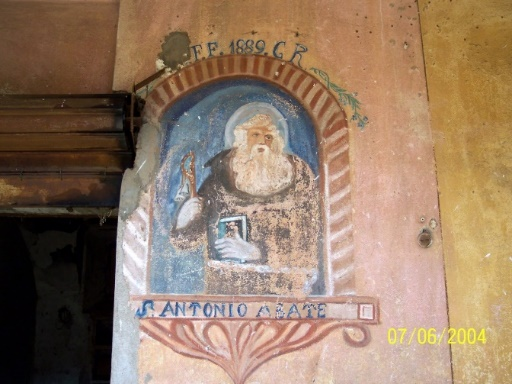 F.F. 1889 G R
S. ANTONIO ABATE
07/06/2004